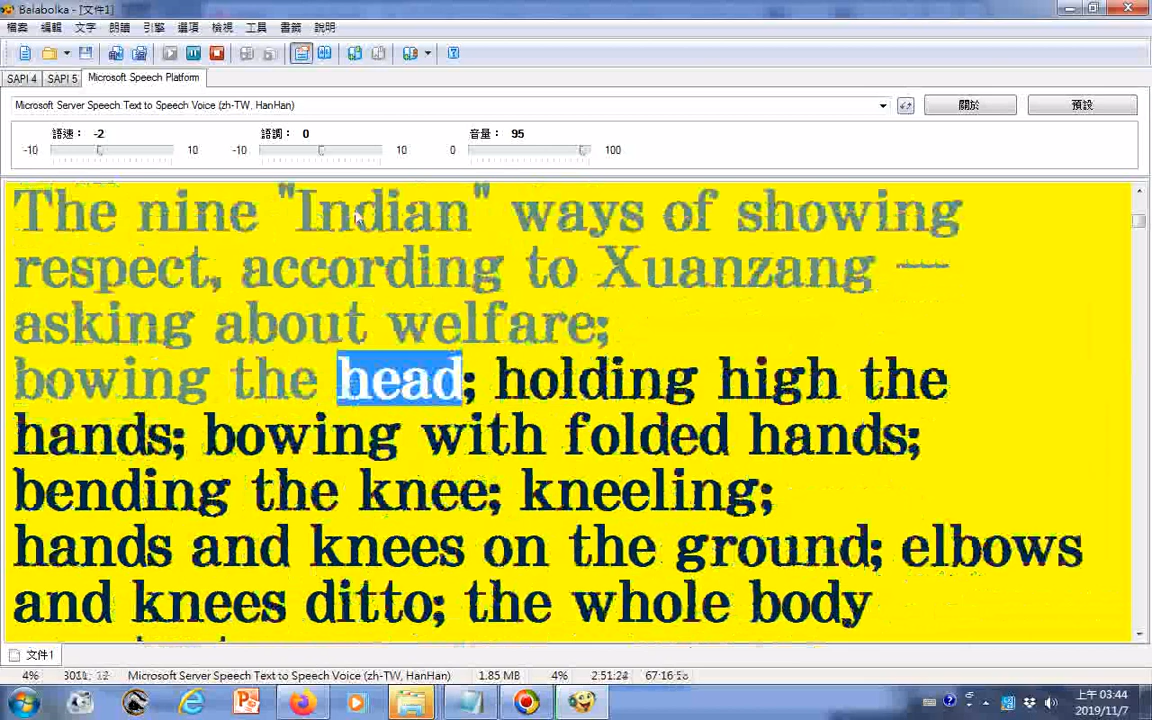 Balabolka - [文件1]
檔案 編輯 文字 朗讀 引擎 選項 檢視 工具 書籤 說明
SAPI 4 SAPI 5 Microsoft Speech Platform
Microsoft Server Speech Text to Speech Voice (zh-TW, HanHan) 關於 預設
語速： -2 語調： 0 音量： 95
-10 10 -10 10 0 100
The nine "Indian" ways of showing
respect, according to Xuanzang —
asking about welfare;
bowing the head; holding high the
hands; bowing with folded hands;
bending the knee; kneeling;
hands and knees on the ground; elbows
and knees ditto; the whole body
文件1
4% Microsoft Server Speech Text to Speech Voice (zh-TW, HanHan) 1.85 MB 4% 2:51:24
上午 03:44
2019/11/7